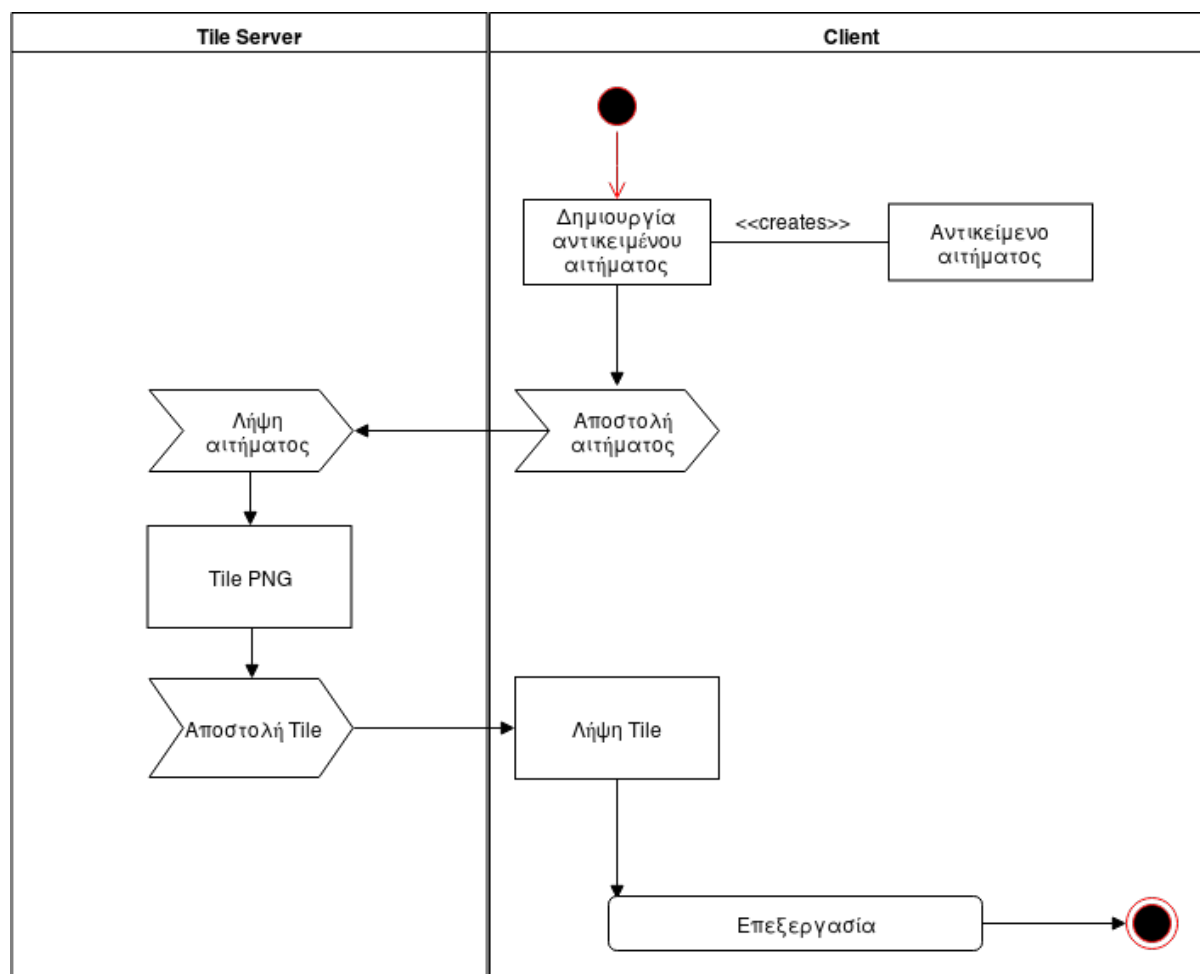 Tile Server
Client
Δημιουργία
αντικειμένου
αιτήματος
<<creates>>
Αντικείμενο
αιτήματος
Λήψη
αιτήματος
Αποστολή
αιτήματος
Tile PNG
Αποστολή Tile
Λήψη Tile
Επεξεργασία